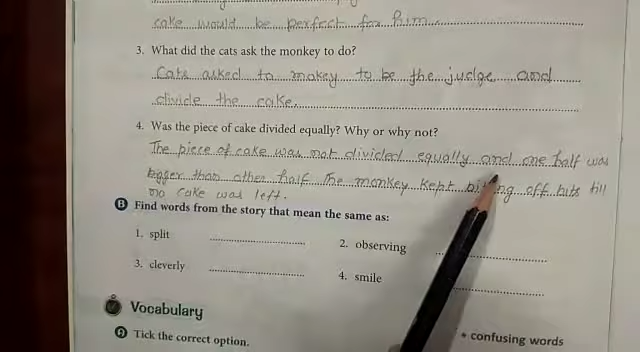 cake would be perfect for him.
3. What did the cats ask the monkey to do?
Cats asked to mokey to be the judge and
divide the cake.
4. Was the piece of cake divided equally? Why or why not?
The piece of cake was not divided equally and one half was
bigger than other half the monkey kept biting off bits till
no cake was left.
B Find words from the story that mean the same as:
1. split
2. observing
3. cleverly
4. smile
Vocabulary
A Tick the correct option.
• confusing words